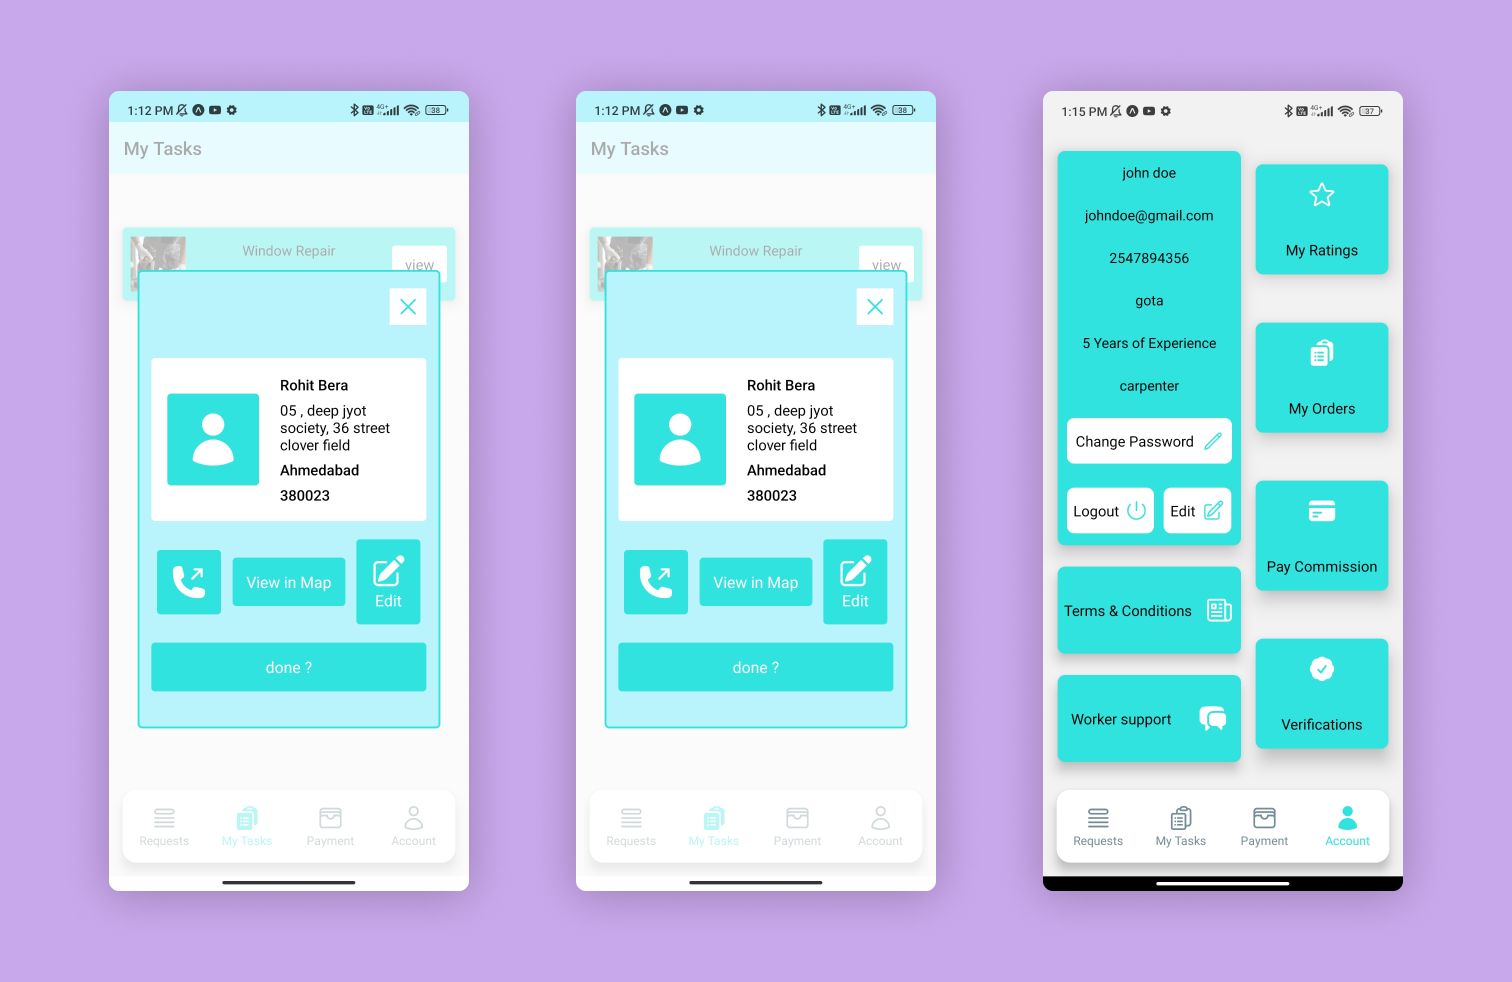 1:12 PM
4G+
38
My Tasks
Window Repair
view
Rohit Bera
05 , deep jyot
society, 36 street
clover field
Ahmedabad
380023
View in Map
Edit
done ?
Requests
My Tasks
Payment
Account
1:12 PM
4G+
38
My Tasks
Window Repair
view
Rohit Bera
05 , deep jyot
society, 36 street
clover field
Ahmedabad
380023
View in Map
Edit
done ?
Requests
My Tasks
Payment
Account
1:15 PM
4G+
37
john doe
johndoe@gmail.com
2547894356
gota
5 Years of Experience
carpenter
Change Password
Logout
Edit
Terms & Conditions
Worker support
My Ratings
My Orders
Pay Commission
Verifications
Requests
My Tasks
Payment
Account